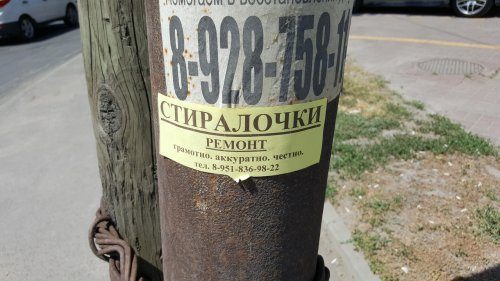 8-928-758-1
СТИРАЛОЧКИ
РЕМОНТ
грамотно. аккуратно. честно.
тел. 8-951-836-98-22